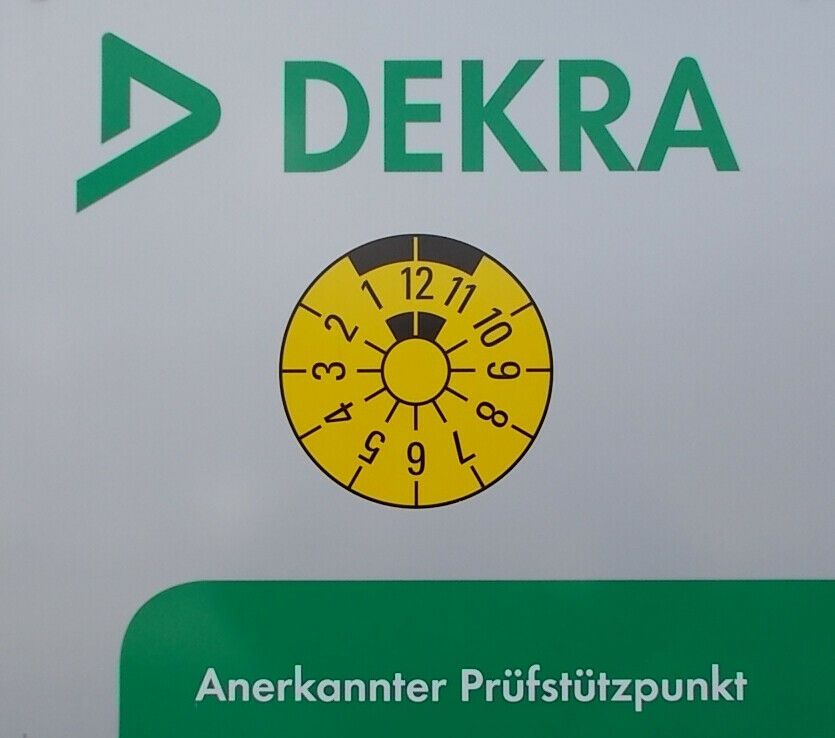 DEKRA
1 12 11
2 10
3 9
4 8
5 6 7
Anerkannter Prüfstützpunkt